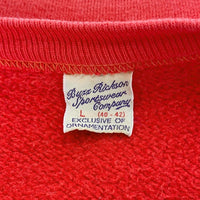 Buzz Rickson
Sportswear
Company
L (40-42)
EXCLUSIVE OF
ORNAMENTATION